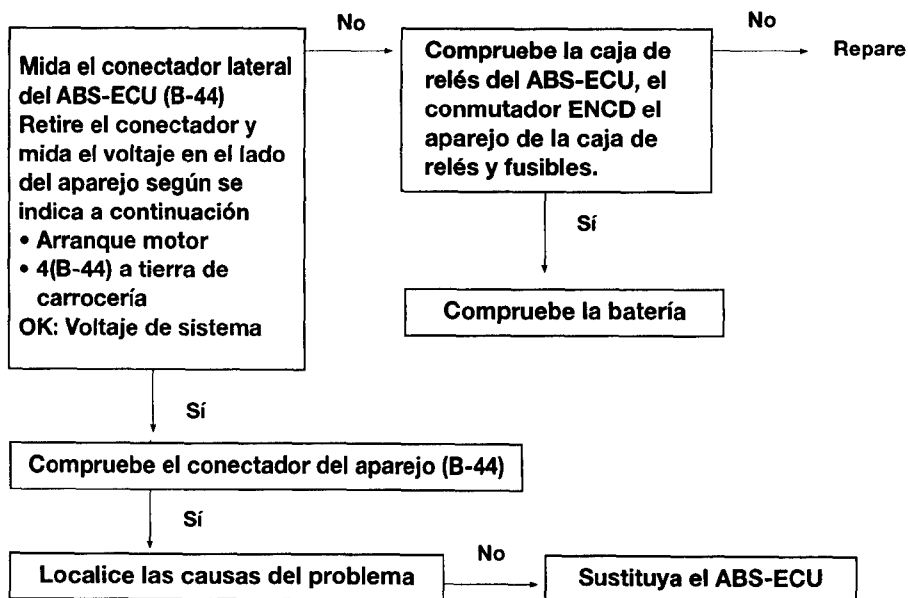 Mida el conectador lateral
del ABS-ECU (B-44)
Retire el conectador y
mida el voltaje en el lado
del aparejo según se
indica a continuación
• Arranque motor
• 4(B-44) a tierra de
carrocería
OK: Voltaje de sistema
No
Compruebe la caja de
relés del ABS-ECU, el
conmutador ENCD el
aparejo de la caja de
relés y fusibles.
No
Repare
Sí
Compruebe la batería
Sí
Compruebe el conectador del aparejo (B-44)
Sí
Localice las causas del problema
No
Sustituya el ABS-ECU